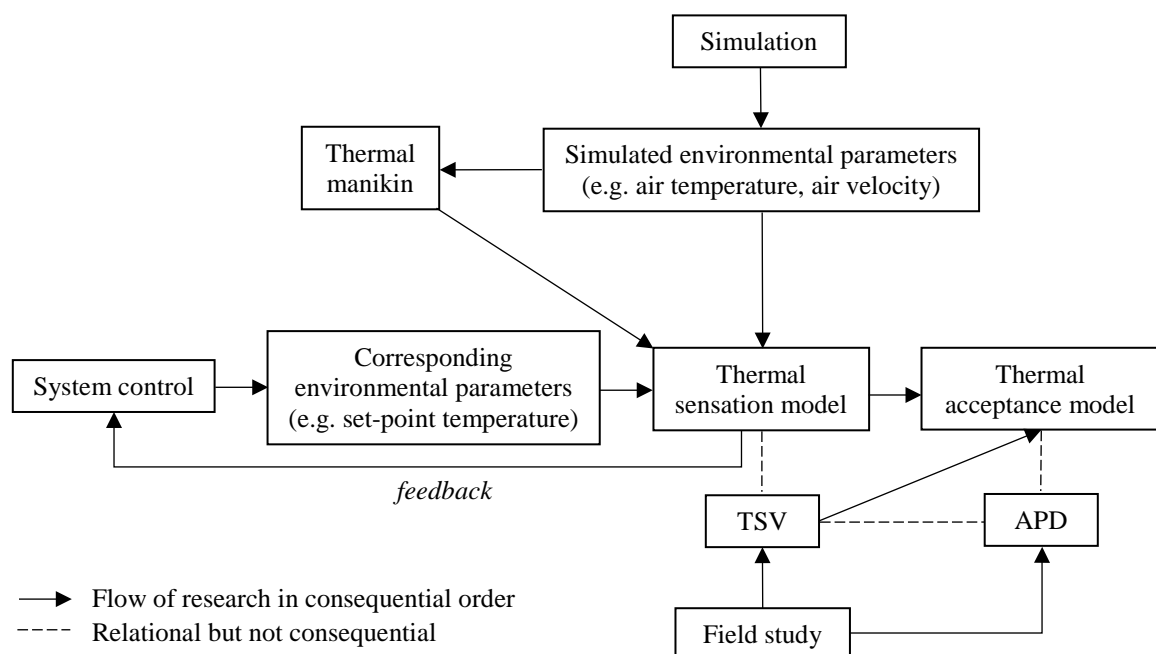 Simulation
Simulated environmental parameters
(e.g. air temperature, air velocity)
Thermal
manikin
System control
Corresponding
environmental parameters
(e.g. set-point temperature)
Thermal
sensation model
Thermal
acceptance model
feedback
TSV
APD
Field study
Flow of research in consequential order
Relational but not consequential